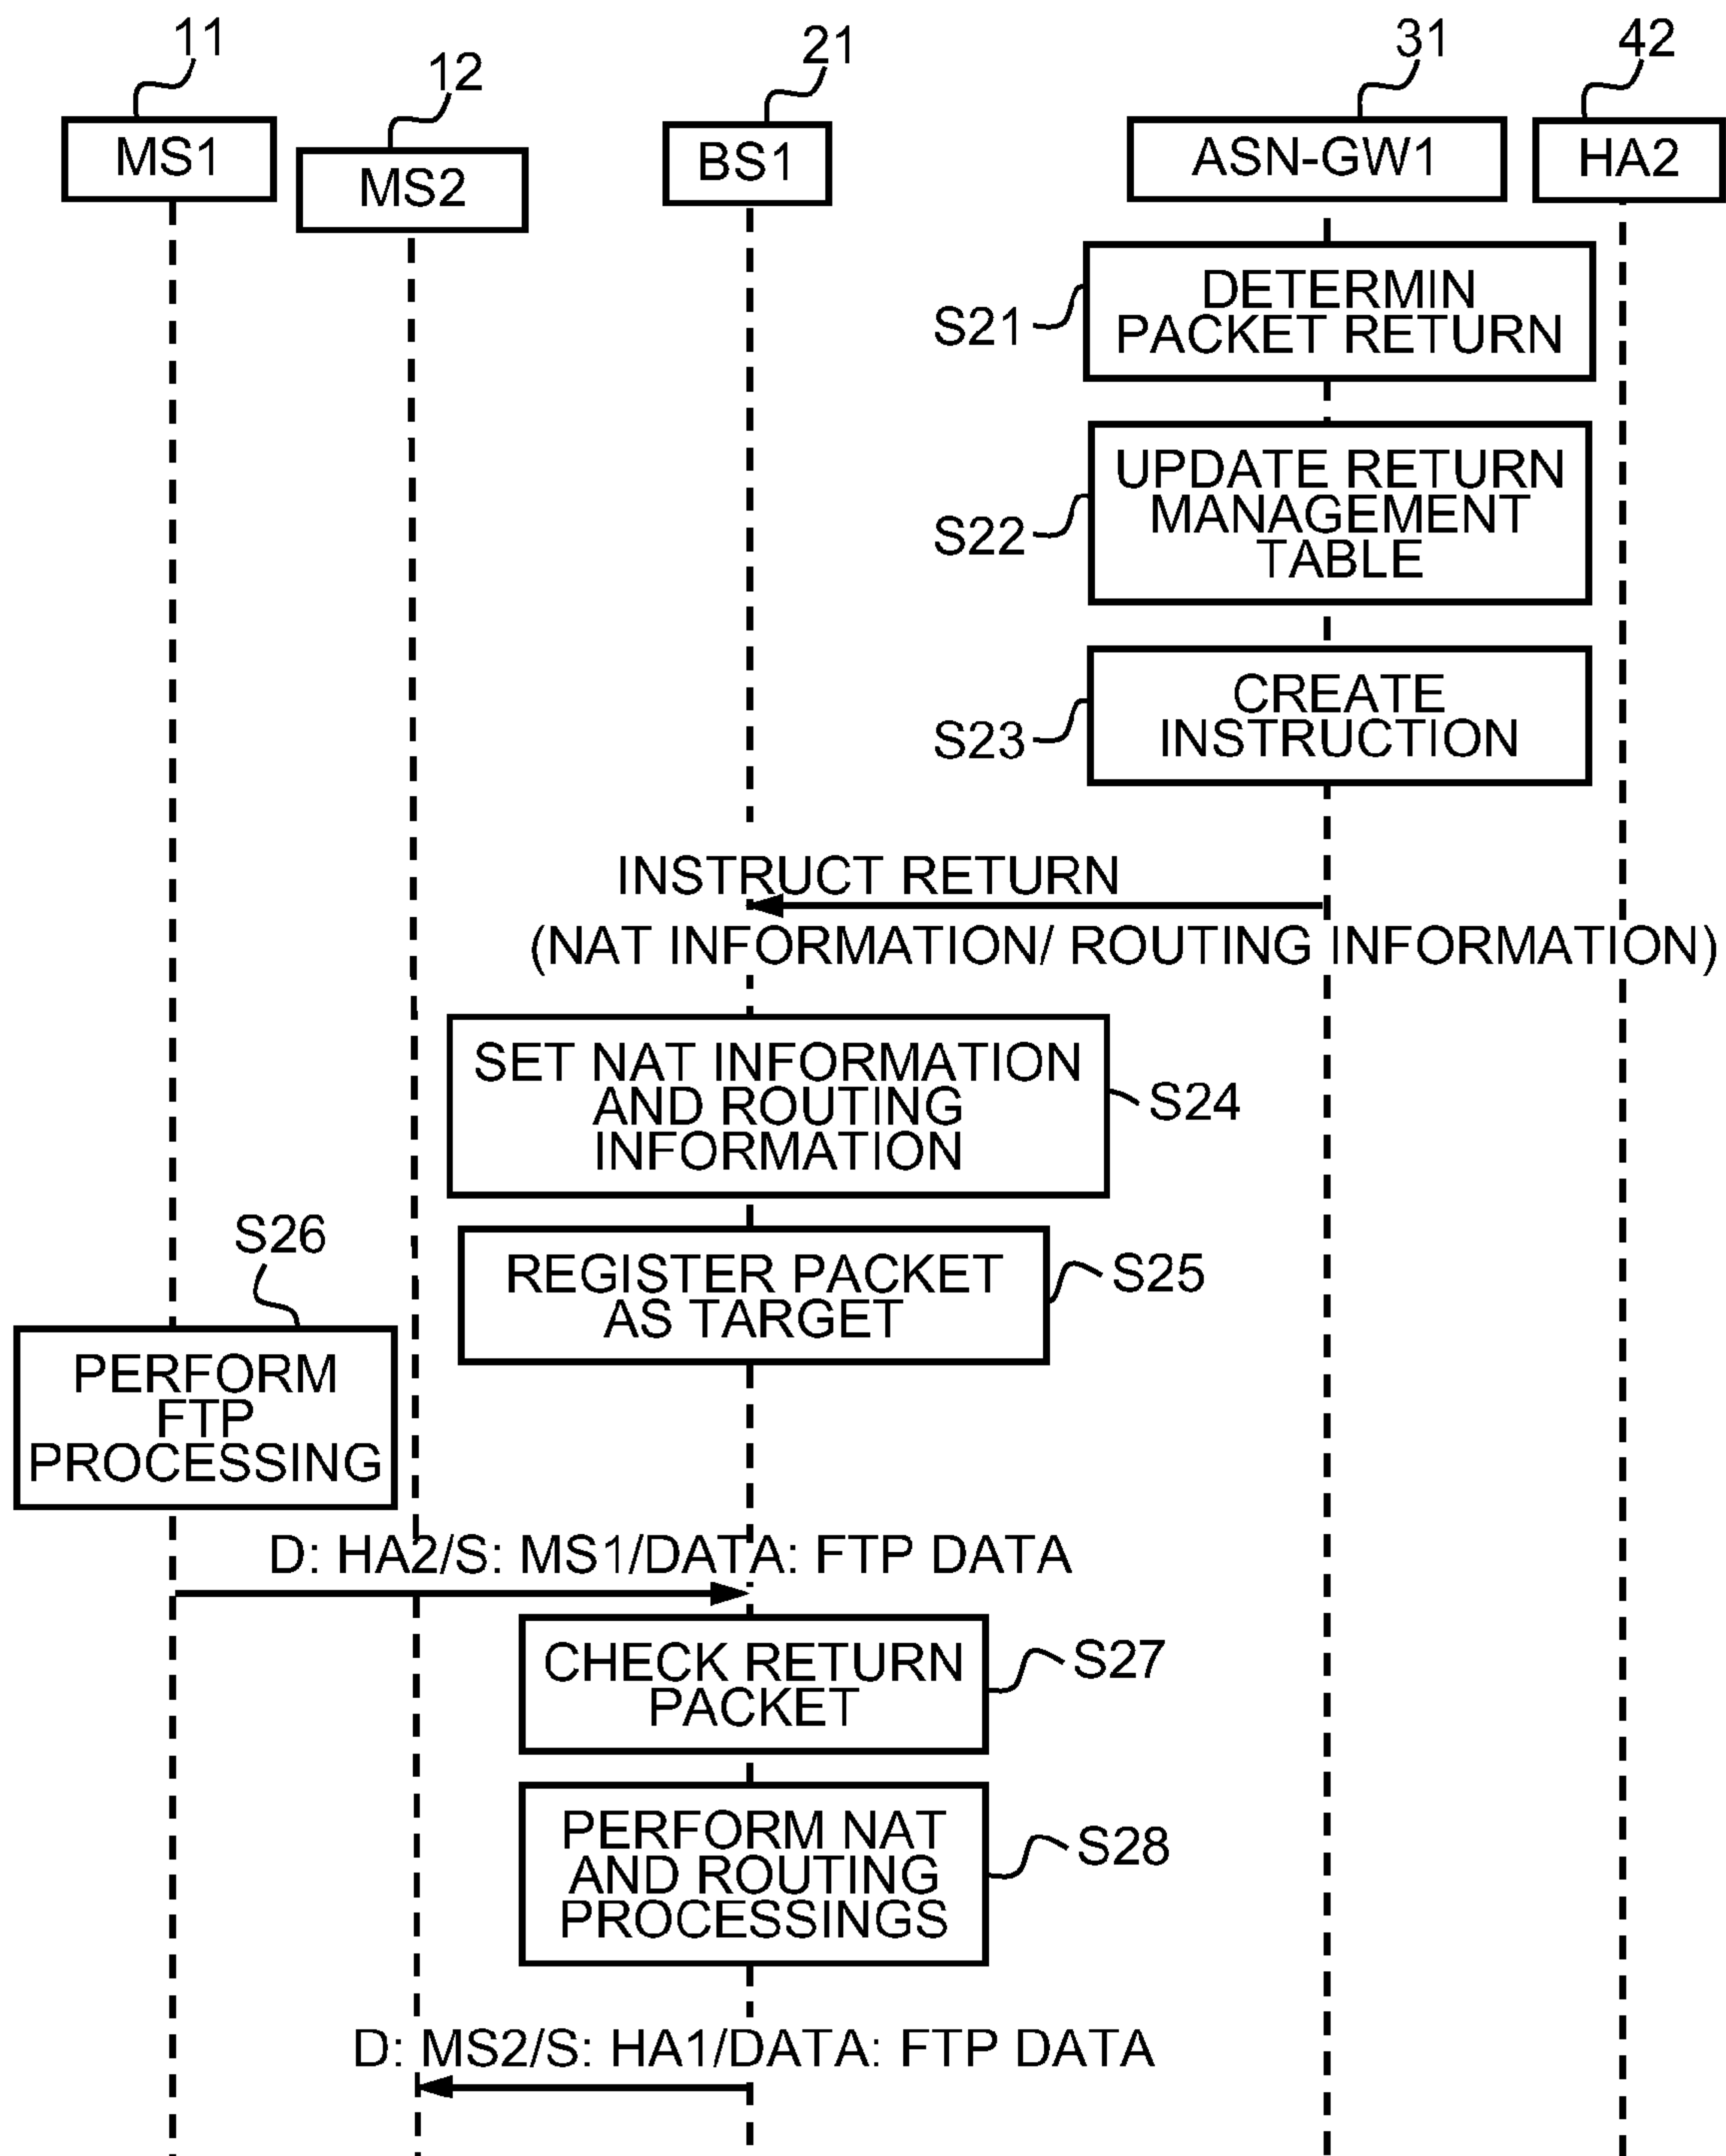 11
12
21
31
42
MS1
MS2
BS1
ASN-GW1
HA2
S21
DETERMIN
PACKET RETURN
S22
UPDATE RETURN
MANAGEMENT
TABLE
S23
CREATE
INSTRUCTION
INSTRUCT RETURN
(NAT INFORMATION/ ROUTING INFORMATION)
SET NAT INFORMATION
AND ROUTING
INFORMATION
S24
REGISTER PACKET
AS TARGET
S25
S26
PERFORM
FTP
PROCESSING
D: HA2/S: MS1/DATA: FTP DATA
CHECK RETURN
PACKET
S27
PERFORM NAT
AND ROUTING
PROCESSINGS
S28
D: MS2/S: HA1/DATA: FTP DATA